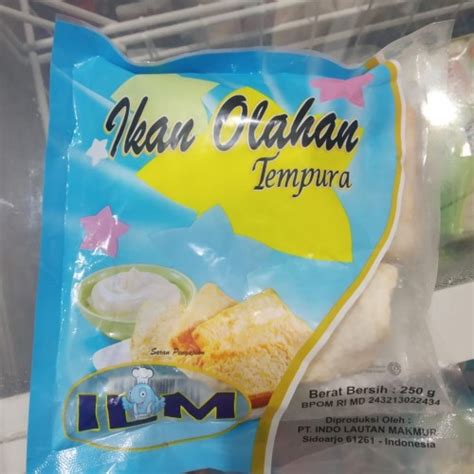 Ikan Olahan
Tempura
Saran Penyajian
ILM
Berat Bersih : 250 g
BPOM RI MD 243213022434
Diproduksi Oleh :
PT. INDO LAUTAN MAKMUR
Sidoarjo 61261 - Indonesia